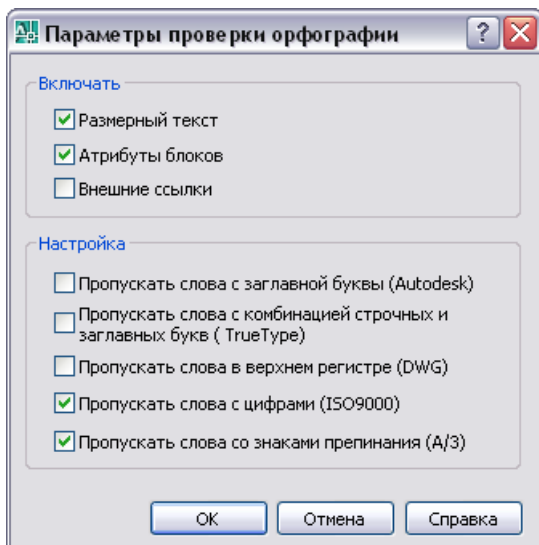 Параметры проверки орфографии
Включать
Размерный текст
Атрибуты блоков
Внешние ссылки
Настройка
Пропускать слова с заглавной буквы (Autodesk)
Пропускать слова с комбинацией строчных и
заглавных букв ( TrueType)
Пропускать слова в верхнем регистре (DWG)
Пропускать слова с цифрами (ISO9000)
Пропускать слова со знаками препинания (А/З)
ОК Отмена Справка